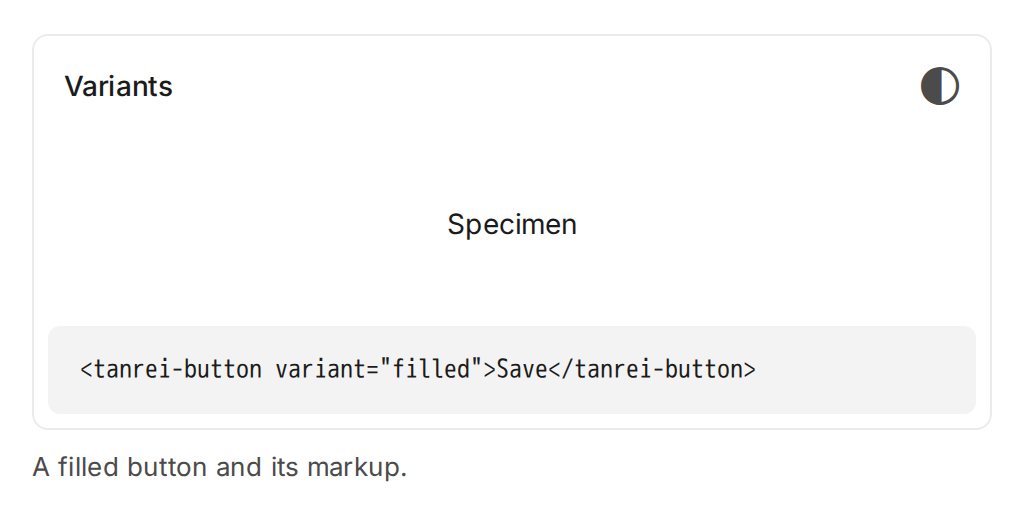 Variants
Specimen
<tanrei-button variant="filled">Save</tanrei-button>
A filled button and its markup.